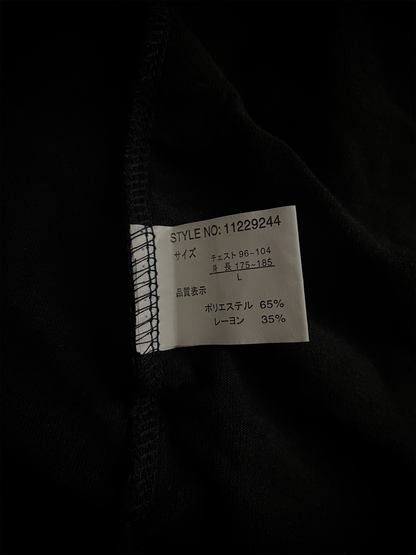 STYLE NO: 11229244
サイズ チェスト 96-104
身 長 175-185
L
品質表示
ポリエステル 65%
レーヨン 35%